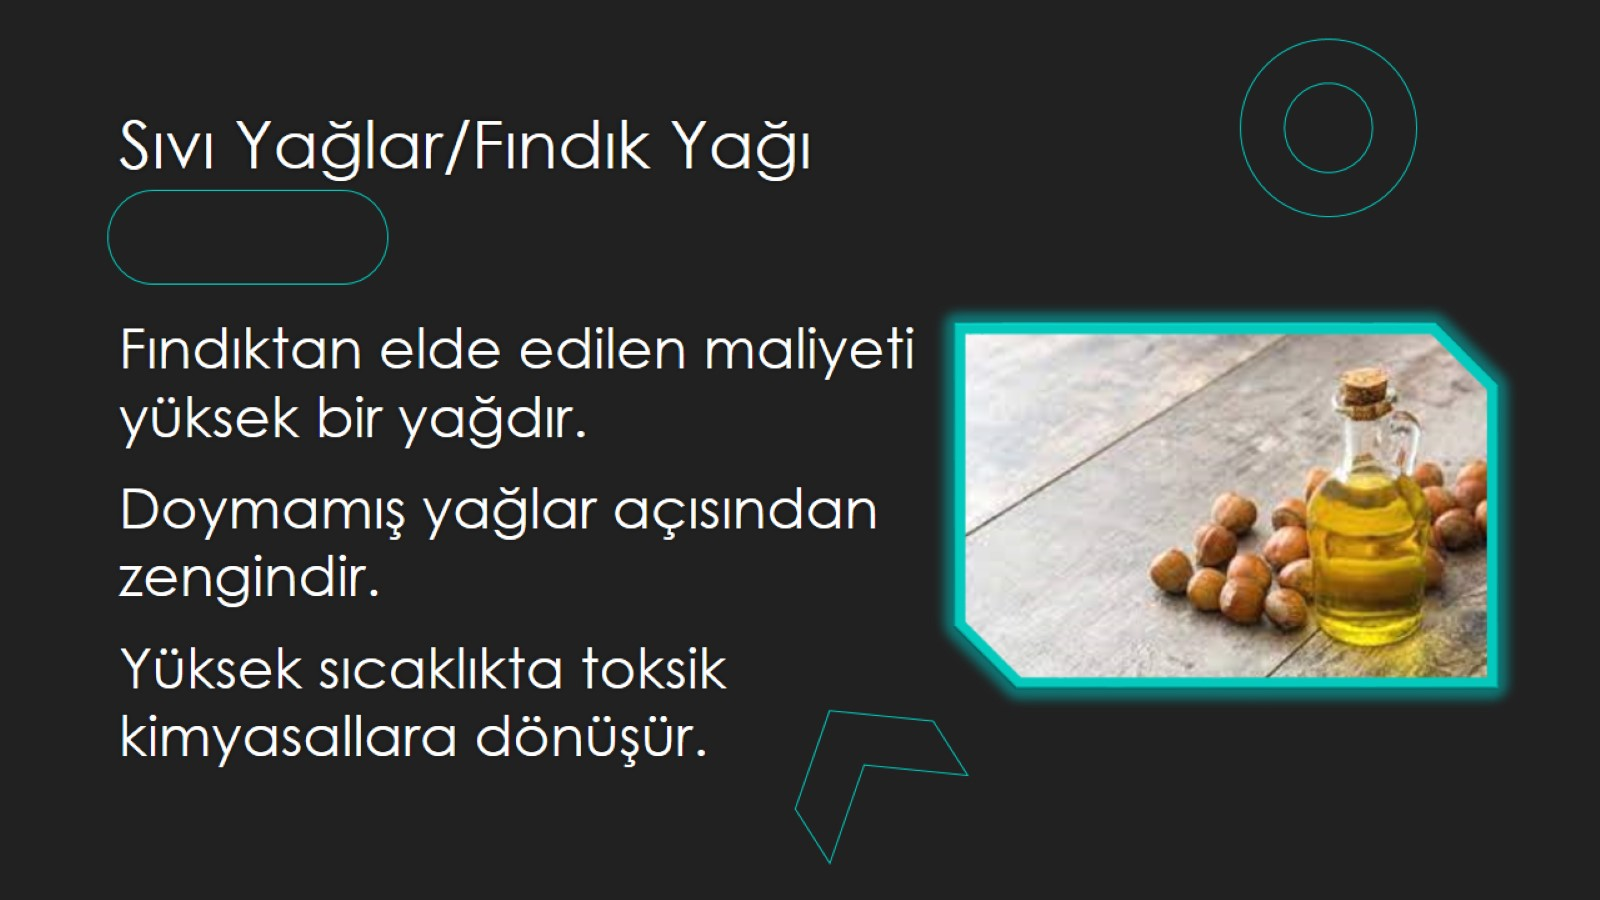 Sıvı Yağlar/Fındık Yağı
Fındıktan elde edilen maliyeti
yüksek bir yağdır.
Doymamış yağlar açısından
zengindir.
Yüksek sıcaklıkta toksik
kimyasallara dönüşür.